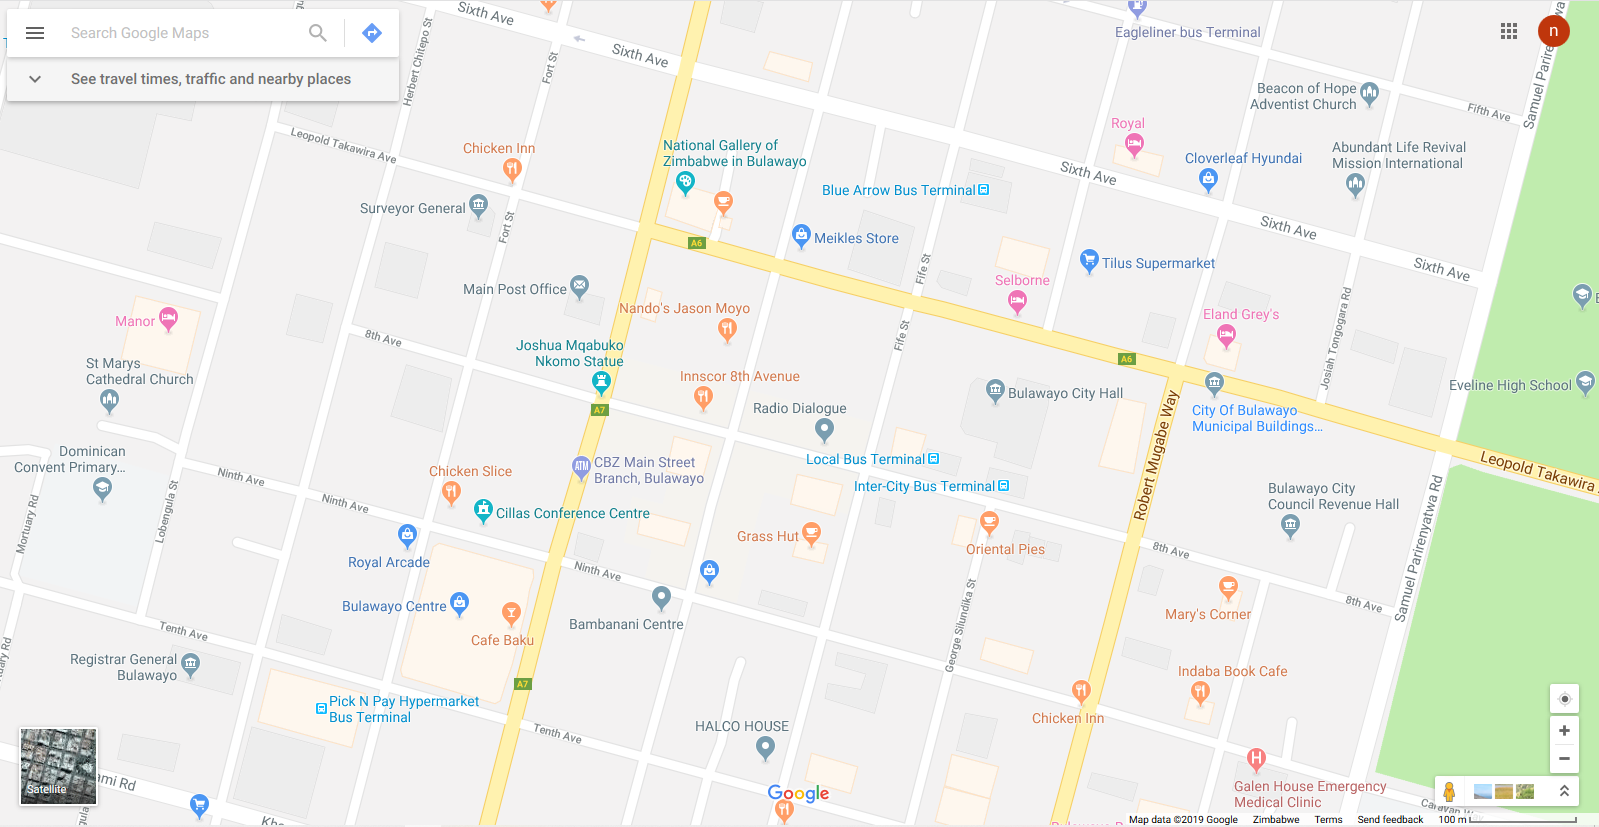 Search Google Maps
See travel times, traffic and nearby places
n
Sixth Ave
Sixth Ave
Eagleliner bus Terminal
Samuel Parirenyatwa
Herbert Chitepo St
Fort St
Beacon of Hope
Adventist Church
Fifth Ave
Leopold Takawira Ave
Chicken Inn
National Gallery of
Zimbabwe in Bulawayo
Royal
Abundant Life Revival
Mission International
Cloverleaf Hyundai
Sixth Ave
Blue Arrow Bus Terminal
Surveyor General
Fort St
Sixth Ave
A6
Meikles Store
Fife St
Tilus Supermarket
Sixth Ave
Main Post Office
Selborne
Nando's Jason Moyo
Manor
8th Ave
Fife St
Eland Grey's
Josiah Tongogara Rd
Joshua Mqabuko
Nkomo Statue
A6
St Marys
Cathedral Church
Innscor 8th Avenue
Eveline High School
Bulawayo City Hall
A7
Radio Dialogue
City Of Bulawayo
Municipal Buildings...
Robert Mugabe Way
Dominican
Convent Primary...
Local Bus Terminal
Leopold Takawira
Chicken Slice
CBZ Main Street
Branch, Bulawayo
ATM
Ninth Ave
Inter-City Bus Terminal
Bulawayo City
Council Revenue Hall
Ninth Ave
Lobengula St
Mortuary Rd
Cillas Conference Centre
Samuel Parirenyatwa Rd
Grass Hut
Oriental Pies
8th Ave
Royal Arcade
Ninth Ave
Bulawayo Centre
8th Ave
Mary's Corner
Bambanani Centre
George Silundika St
Tenth Ave
Cafe Baku
Registrar General
Bulawayo
Indaba Book Cafe
A7
Pick N Pay Hypermarket
Bus Terminal
Chicken Inn
HALCO HOUSE
Tenth Ave
H
Galen House Emergency
Medical Clinic
Satellite
Google
Caravan
Map data ©2019 Google
Zimbabwe
Terms
Send feedback
100 m